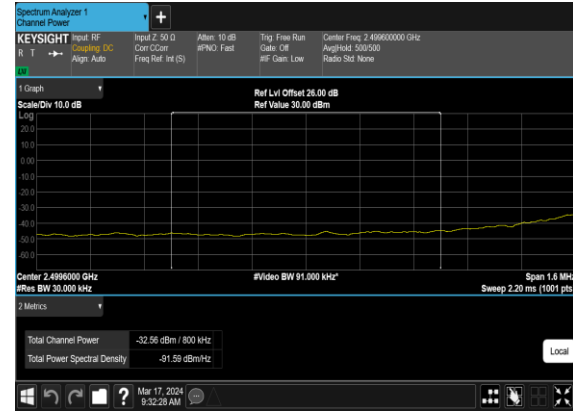 Spectrum Analyzer 1
Channel Power
+
KEYSIGHT
R T
Input: RF
Coupling: DC
Align: Auto
Input Z: 50 Ω
Corr CCorr
Freq Ref: Int (S)
Atten: 10 dB
#PNO: Fast
Trig: Free Run
Gate: Off
#IF Gain: Low
Center Freq: 2.499600000 GHz
Avg|Hold: 500/500
Radio Std: None
1 Graph
Scale/Div 10.0 dB
Ref Lvl Offset 26.00 dB
Ref Value 30.00 dBm
Log
20.0
10.0
0.00
-10.0
-20.0
-30.0
-40.0
-50.0
-60.0
Center 2.4996000 GHz
#Res BW 30.000 kHz
#Video BW 91.000 kHz*
Span 1.6 MHz
Sweep 2.20 ms (1001 pts
2 Metrics
Total Channel Power -32.56 dBm / 800 kHz
Total Power Spectral Density -91.59 dBm/Hz
Local
?
Mar 17, 2024
9:32:28 AM